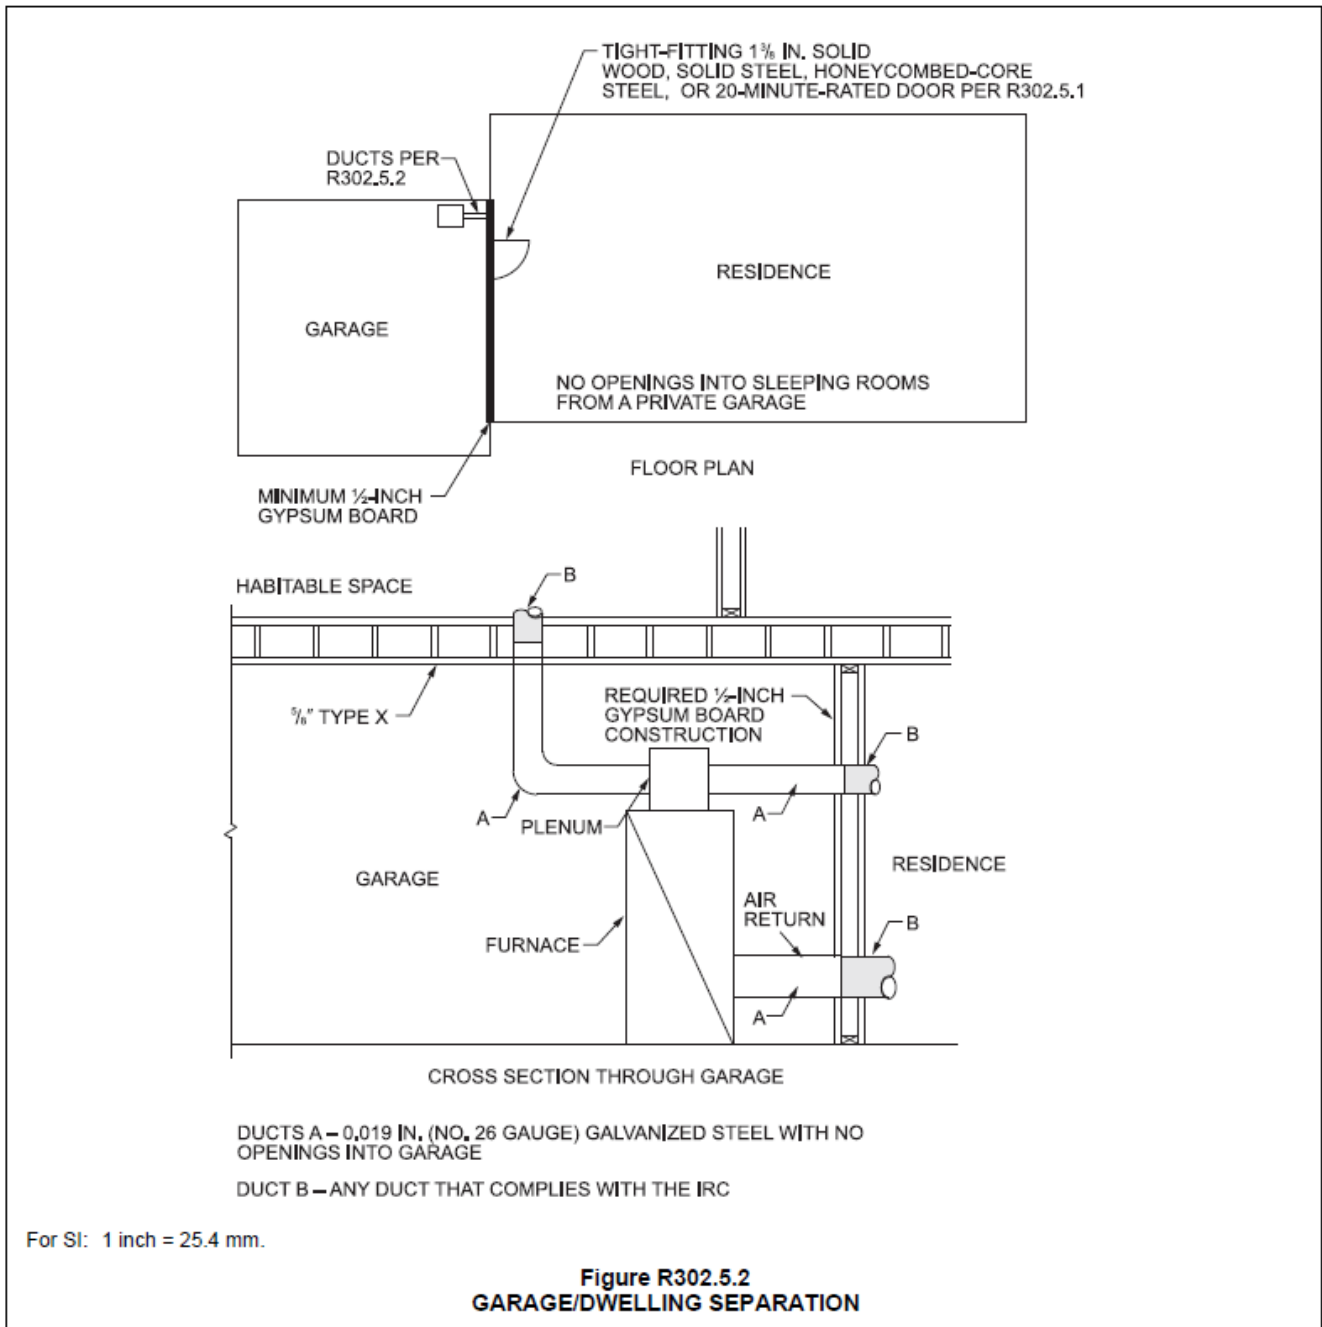 TIGHT-FITTING 1⅜ IN. SOLID
WOOD, SOLID STEEL, HONEYCOMBED-CORE
STEEL, OR 20-MINUTE-RATED DOOR PER R302.5.1
DUCTS PER
R302.5.2
RESIDENCE
GARAGE
NO OPENINGS INTO SLEEPING ROOMS
FROM A PRIVATE GARAGE
FLOOR PLAN
MINIMUM ½-INCH
GYPSUM BOARD
B
HABITABLE SPACE
⅝" TYPE X
REQUIRED ½-INCH
GYPSUM BOARD
CONSTRUCTION
B
A
PLENUM
A
GARAGE
RESIDENCE
AIR
RETURN
B
FURNACE
A
CROSS SECTION THROUGH GARAGE
DUCTS A – 0.019 IN. (NO. 26 GAUGE) GALVANIZED STEEL WITH NO
OPENINGS INTO GARAGE
DUCT B – ANY DUCT THAT COMPLIES WITH THE IRC
For SI: 1 inch = 25.4 mm.
Figure R302.5.2
GARAGE/DWELLING SEPARATION